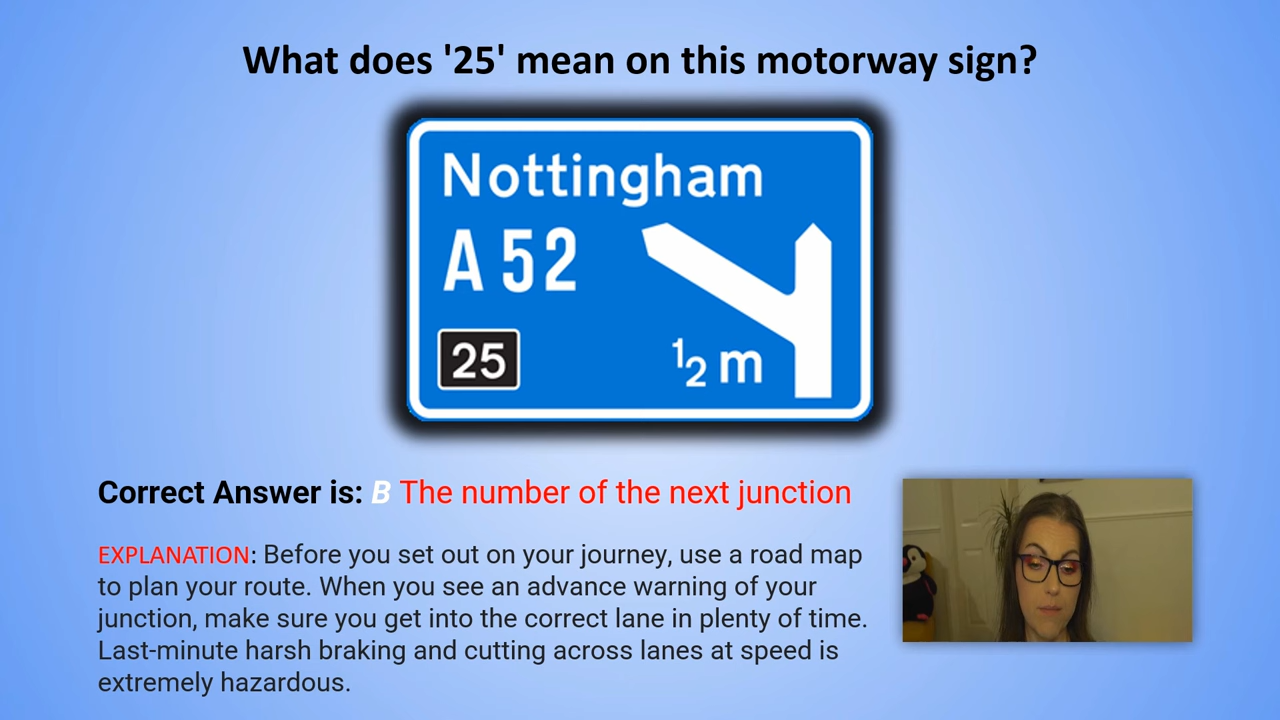 What does '25' mean on this motorway sign?
Nottingham
A 52
25
½ m
Correct Answer is: B The number of the next junction
EXPLANATION: Before you set out on your journey, use a road map
to plan your route. When you see an advance warning of your
junction, make sure you get into the correct lane in plenty of time.
Last-minute harsh braking and cutting across lanes at speed is
extremely hazardous.